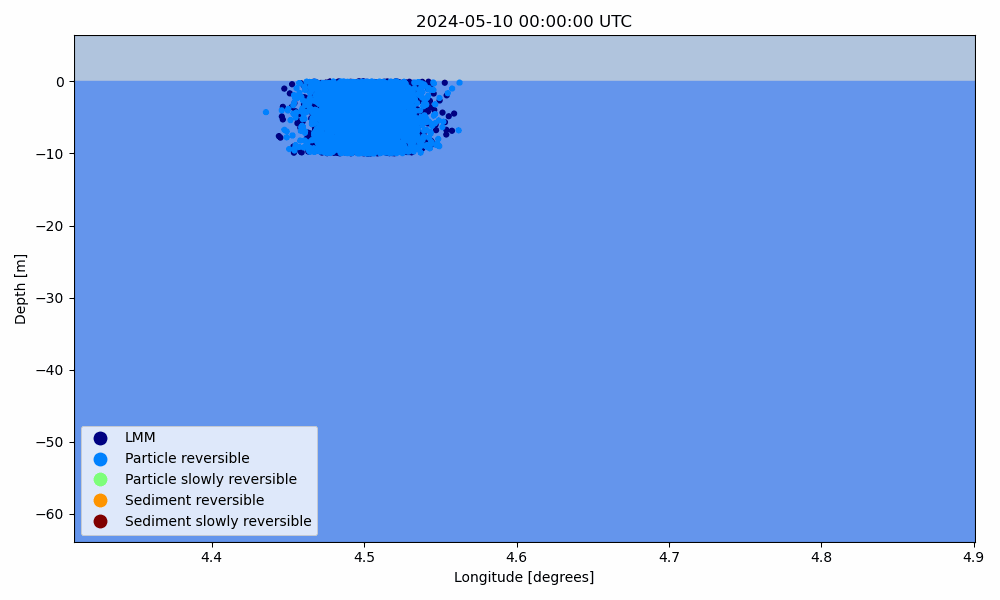 2024-05-10 00:00:00 UTC
0
−10
−20
−30
−40
−50
−60
Depth [m]
LMM
Particle reversible
Particle slowly reversible
Sediment reversible
Sediment slowly reversible
4.4 4.5 4.6 4.7 4.8 4.9
Longitude [degrees]